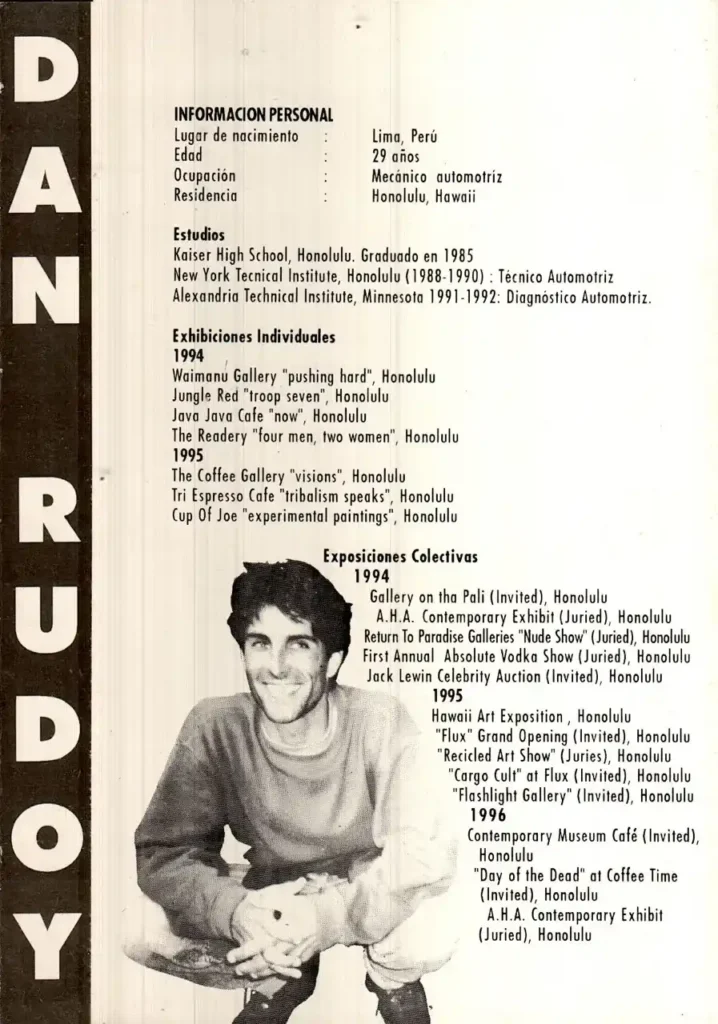 DAN RUDOY
INFORMACION PERSONAL
Lugar de nacimiento : Lima, Perú
Edad : 29 años
Ocupación : Mecánico automotriz
Residencia : Honolulu, Hawaii
Estudios
Kaiser High School, Honolulu. Graduado en 1985
New York Tecnical Institute, Honolulu (1988-1990) : Técnico Automotriz
Alexandria Technical Institute, Minnesota 1991-1992: Diagnóstico Automotriz.
Exhibiciones Individuales
1994
Waimanu Gallery "pushing hard", Honolulu
Jungle Red "troop seven", Honolulu
Java Java Cafe "now", Honolulu
The Readery "four men, two women", Honolulu
1995
The Coffee Gallery "visions", Honolulu
Tri Espresso Cafe "tribalism speaks", Honolulu
Cup Of Joe "experimental paintings", Honolulu
Exposiciones Colectivas
1994
Gallery on tha Pali (Invited), Honolulu
A.H.A. Contemporary Exhibit (Juried), Honolulu
Return To Paradise Galleries "Nude Show" (Juried), Honolulu
First Annual Absolute Vodka Show (Juried), Honolulu
Jack Lewin Celebrity Auction (Invited), Honolulu
1995
Hawaii Art Exposition , Honolulu
"Flux" Grand Opening (Invited), Honolulu
"Recicled Art Show" (Juries), Honolulu
"Cargo Cult" at Flux (Invited), Honolulu
"Flashlight Gallery" (Invited), Honolulu
1996
Contemporary Museum Café (Invited),
Honolulu
"Day of the Dead" at Coffee Time
(Invited), Honolulu
A.H.A. Contemporary Exhibit
(Juried), Honolulu